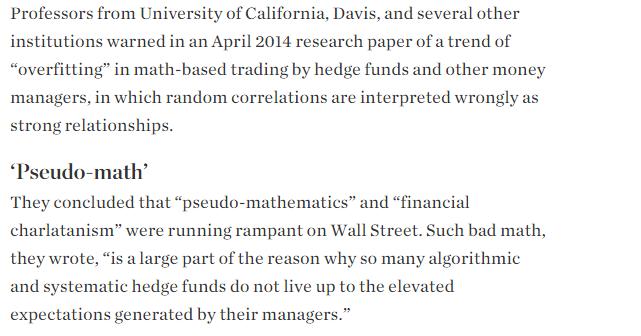 Professors from University of California, Davis, and several other
institutions warned in an April 2014 research paper of a trend of
“overfitting” in math-based trading by hedge funds and other money
managers, in which random correlations are interpreted wrongly as
strong relationships.
‘Pseudo-math’
They concluded that “pseudo-mathematics” and “financial
charlatanism” were running rampant on Wall Street. Such bad math,
they wrote, “is a large part of the reason why so many algorithmic
and systematic hedge funds do not live up to the elevated
expectations generated by their managers.”